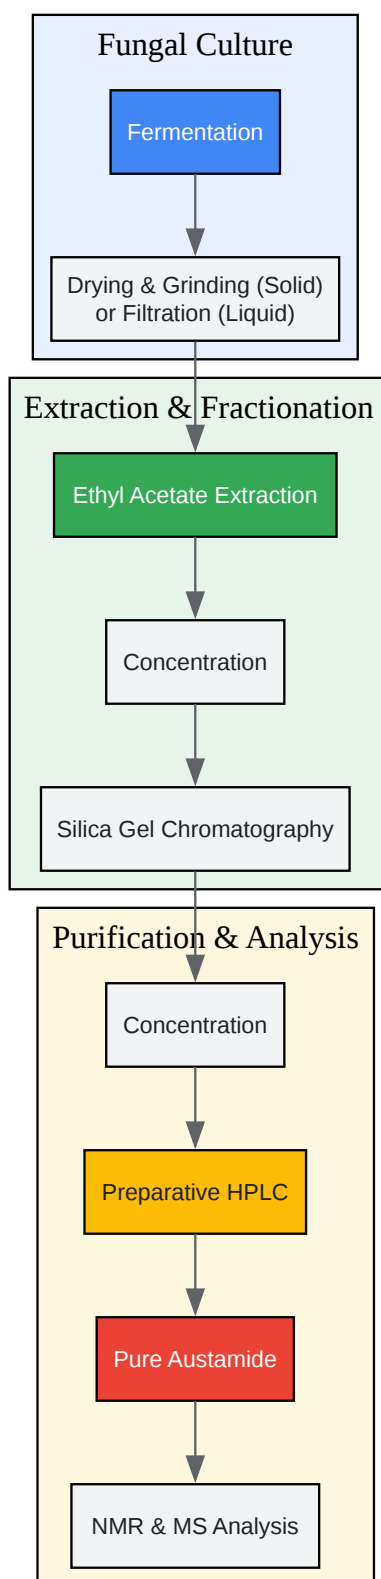 Fungal Culture
Fermentation
Drying & Grinding (Solid)
or Filtration (Liquid)
Extraction & Fractionation
Ethyl Acetate Extraction
Concentration
Silica Gel Chromatography
Purification & Analysis
Concentration
Preparative HPLC
Pure Austamide
NMR & MS Analysis